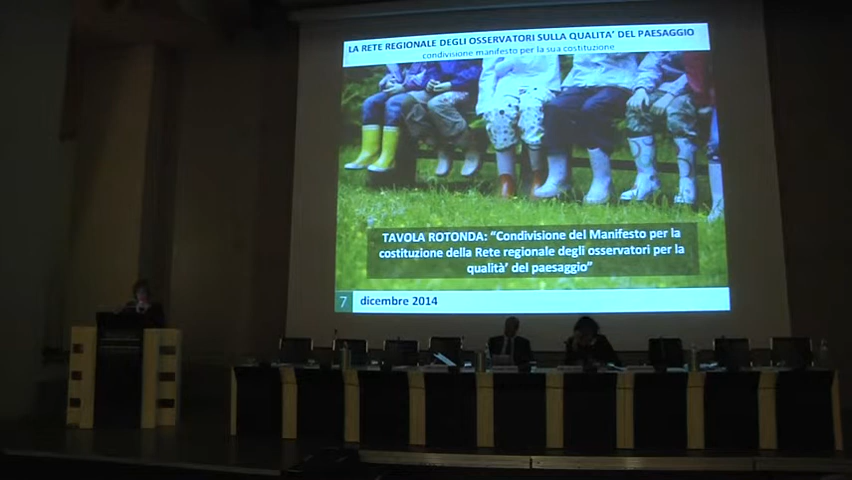 LA RETE REGIONALE DEGLI OSSERVATORI SULLA QUALITA' DEL PAESAGGIO
condivisione manifesto per la sua costituzione
TAVOLA ROTONDA: "Condivisione del Manifesto per la
costituzione della Rete regionale degli osservatori per la
qualità' del paesaggio"
7 dicembre 2014